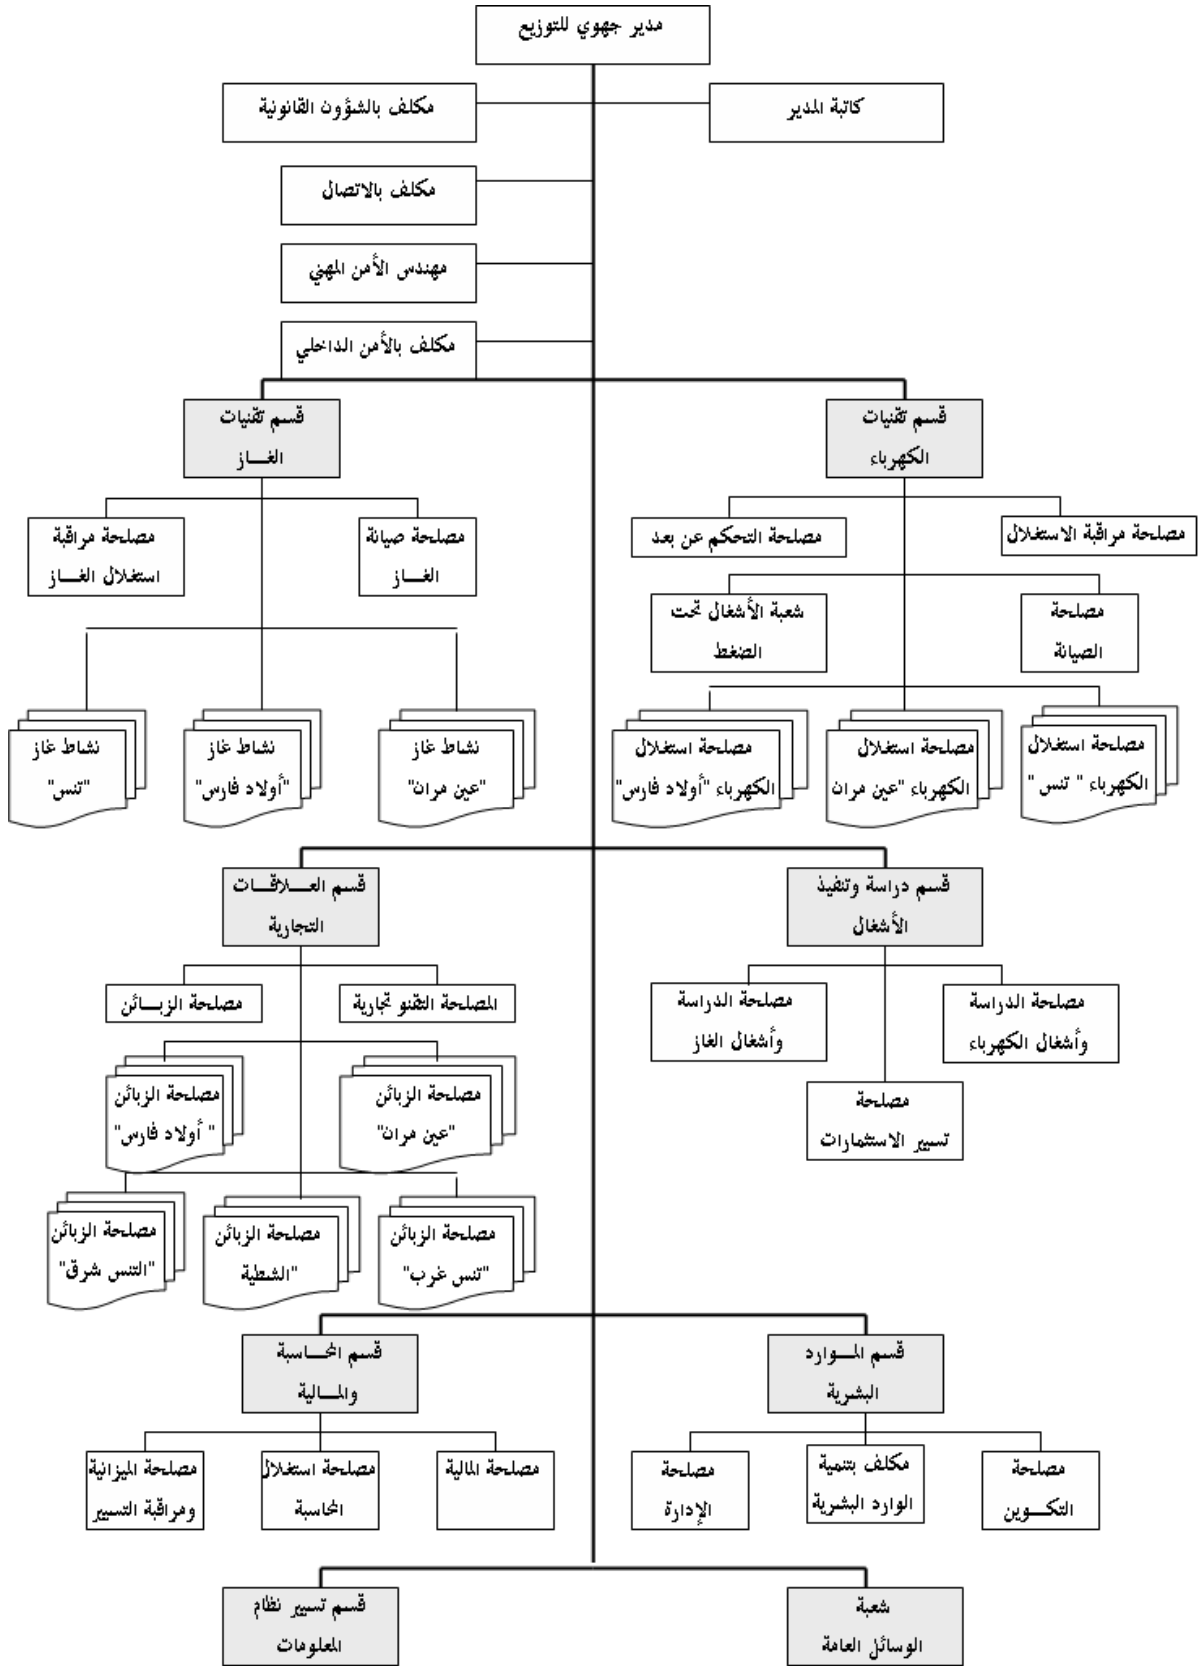 مدير جهوي للتوزيع
كاتبة المدير
مكلف بالشؤون القانونية
مكلف بالاتصال
مهندس الأمن المهني
مكلف بالأمن الداخلي
قسم تقنيات
الكهرباء
قسم تقنيات
الغـــاز
مصلحة مراقبة الاستغلال
مصلحة التحكم عن بعد
مصلحة صيانة
الغـــاز
مصلحة مراقبة
استغلال الغـــاز
مصلحة
الصيانة
شعبة الأشغال تحت
الضغط
مصلحة استغلال
الكهرباء " تنس "
مصلحة استغلال
الكهرباء "عين مران
مصلحة استغلال
الكهرباء "أولاد فارس"
نشاط غاز
"عين مران"
نشاط غاز
"أولاد فارس"
نشاط غاز
"تنس"
قسم دراسة وتنفيذ
الأشغال
قسم العـــلاقـــات
التجارية
مصلحة الدراسة
وأشغال الكهرباء
مصلحة الدراسة
وأشغال الغاز
مصلحة
تسيير الاستثمارات
المصلحة التقنو تجارية
مصلحة الزبـــائن
مصلحة الزبائن
"عين مران"
مصلحة الزبائن
" أولاد فارس"
مصلحة الزبائن
"تنس غرب"
مصلحة الزبائن
"الشطية
مصلحة الزبائن
"التنس شرق"
قسم المـــوارد
البشرية
قسم المحـــاسبة
والمـــالية
مصلحة
التكـــوين
مكلف بتنمية
الوارد البشرية
مصلحة
الإدارة
مصلحة المالية
مصلحة استغلال
المحاسبة
مصلحة الميزانية
ومراقبة التسيير
شعبة
الوسائل العامة
قسم تسيير نظام
المعلومات